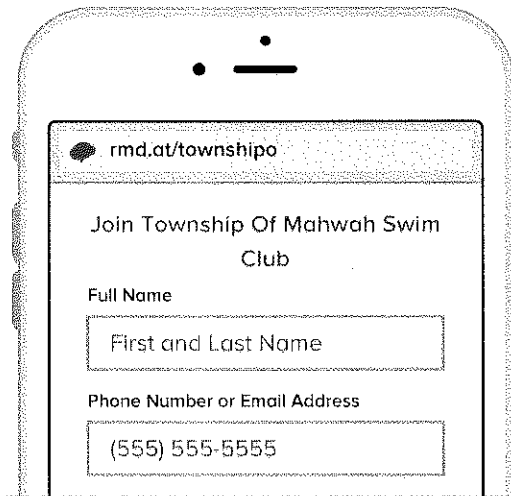 rmd.at/townshipo
Join Township Of Mahwah Swim
Club
Full Name
First and Last Name
Phone Number or Email Address
(555) 555-5555